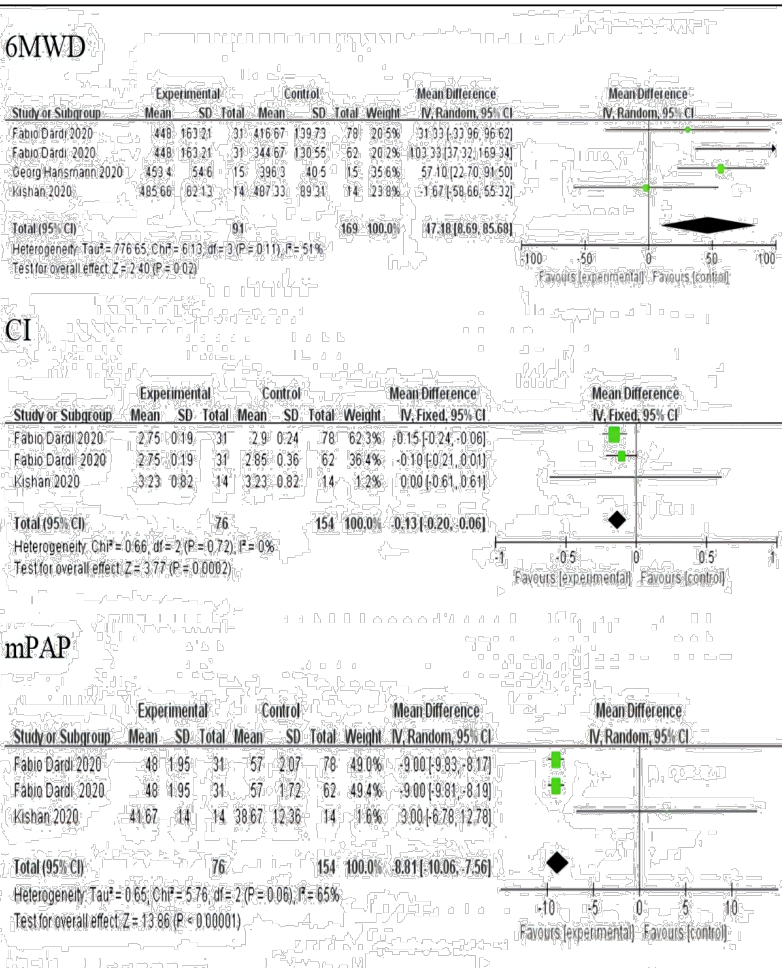 6MWD
Experimental Control Mean Difference Mean Difference
Study or Subgroup Mean SD Total Mean SD Total Weight IV, Random, 95% CI IV, Random, 95% CI
Fabio Dardi 2020 448 163.21 31 416.67 139.73 78 20.5% 31.33 [-33.96, 96.62]
Fabio Dardi 2020 448 163.21 31 344.67 130.55 62 20.2% 103.33 [37.32, 169.34]
Georg Hansmann 2020 453.4 54.6 15 396.3 40.5 15 35.6% 57.10 [22.70, 91.50]
Kishan 2020 485.66 62.13 14 487.33 89.31 14 23.8% -1.67 [-58.66, 55.32]
Total (95% CI) 91 169 100.0% 47.18 [8.69, 85.68]
Heterogeneity: Tau² = 776.65; Chi² = 6.13, df = 3 (P = 0.11); I² = 51%
Test for overall effect: Z = 2.40 (P = 0.02)
-100 -50 0 50 100
Favours [experimental] Favours [control]
CI
Experimental Control Mean Difference Mean Difference
Study or Subgroup Mean SD Total Mean SD Total Weight IV, Fixed, 95% CI IV, Fixed, 95% CI
Fabio Dardi 2020 2.75 0.19 31 2.9 0.24 78 62.3% -0.15 [-0.24, -0.06]
Fabio Dardi 2020 2.75 0.19 31 2.85 0.36 62 36.4% -0.10 [-0.21, 0.01]
Kishan 2020 3.23 0.82 14 3.23 0.82 14 1.2% 0.00 [-0.61, 0.61]
Total (95% CI) 76 154 100.0% -0.13 [-0.20, -0.06]
Heterogeneity: Chi² = 0.66, df = 2 (P = 0.72); I² = 0%
Test for overall effect: Z = 3.77 (P = 0.0002)
-1 -0.5 0 0.5 1
Favours [experimental] Favours [control]
mPAP
Experimental Control Mean Difference Mean Difference
Study or Subgroup Mean SD Total Mean SD Total Weight IV, Random, 95% CI IV, Random, 95% CI
Fabio Dardi 2020 48 1.95 31 57 2.07 78 49.0% -9.00 [-9.83, -8.17]
Fabio Dardi 2020 48 1.95 31 57 1.72 62 49.4% -9.00 [-9.81, -8.19]
Kishan 2020 41.67 14 14 38.67 12.36 14 1.6% 3.00 [-6.78, 12.78]
Total (95% CI) 76 154 100.0% -8.81 [-10.06, -7.56]
Heterogeneity: Tau² = 0.65; Chi² = 5.76, df = 2 (P = 0.06); I² = 65%
Test for overall effect: Z = 13.86 (P < 0.00001)
-10 -5 0 5 10
Favours [experimental] Favours [control]